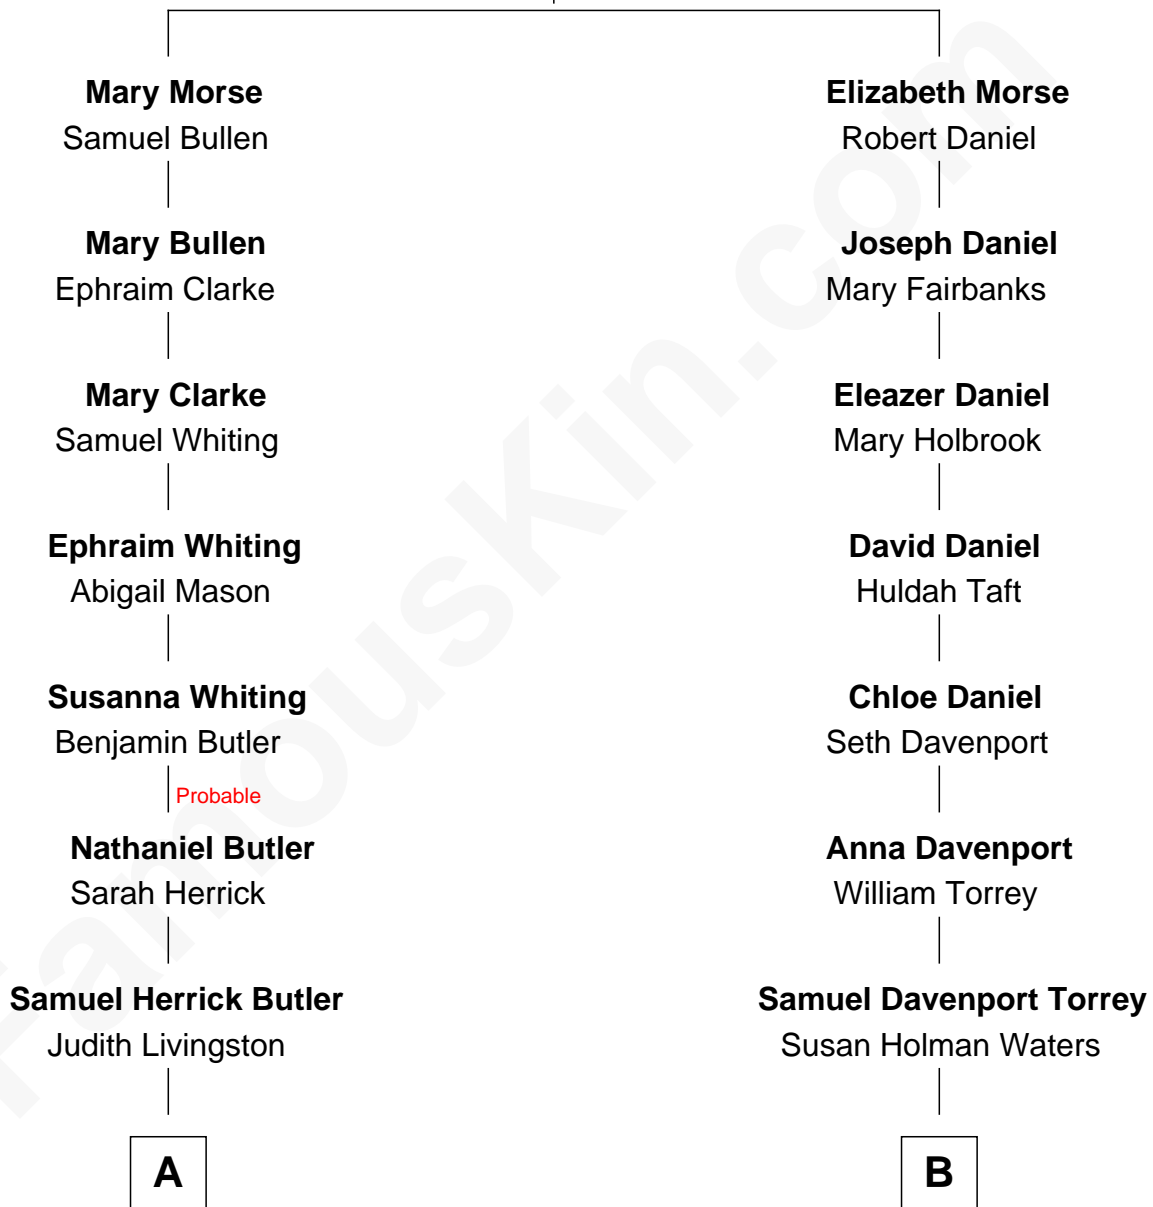 Mary Morse
Samuel Bullen
Mary Bullen
Ephraim Clarke
Mary Clarke
Samuel Whiting
Ephraim Whiting
Abigail Mason
Susanna Whiting
Benjamin Butler
Probable
Nathaniel Butler
Sarah Herrick
Samuel Herrick Butler
Judith Livingston
A
Elizabeth Morse
Robert Daniel
Joseph Daniel
Mary Fairbanks
Eleazer Daniel
Mary Holbrook
David Daniel
Huldah Taft
Chloe Daniel
Seth Davenport
Anna Davenport
William Torrey
Samuel Davenport Torrey
Susan Holman Waters
B
FamousKin.com